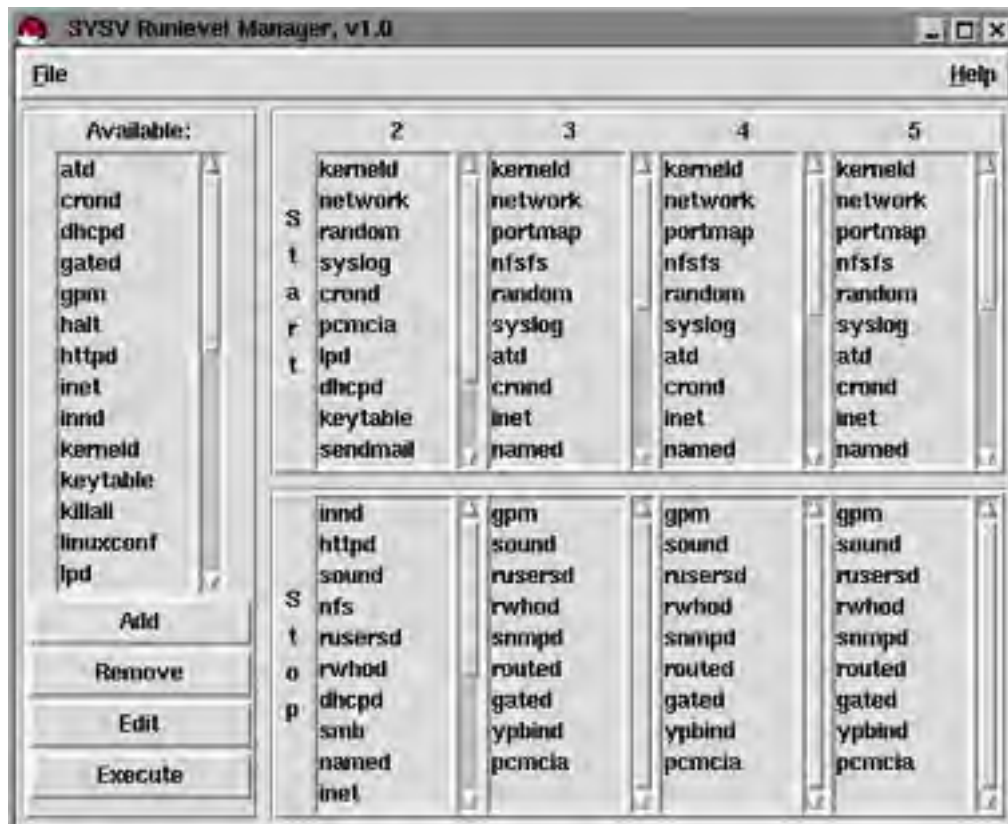 SYSV Runlevel Manager, v1.0
File Help
Available:
atd
crond
dhcpd
gated
gpm
halt
httpd
inet
innd
kerneld
keytable
killall
linuxconf
lpd
Add
Remove
Edit
Execute
Start
2
kerneld
network
random
syslog
crond
pcmcia
lpd
dhcpd
keytable
sendmail
3
kerneld
network
portmap
nfsfs
random
syslog
atd
crond
inet
named
4
kerneld
network
portmap
nfsfs
random
syslog
atd
crond
inet
named
5
kerneld
network
portmap
nfsfs
random
syslog
atd
crond
inet
named
Stop
innd
httpd
sound
nfs
rusersd
rwhod
dhcpd
smb
named
inet
gpm
sound
rusersd
rwhod
snmpd
routed
gated
ypbind
pcmcia
gpm
sound
rusersd
rwhod
snmpd
routed
gated
ypbind
pcmcia
gpm
sound
rusersd
rwhod
snmpd
routed
gated
ypbind
pcmcia